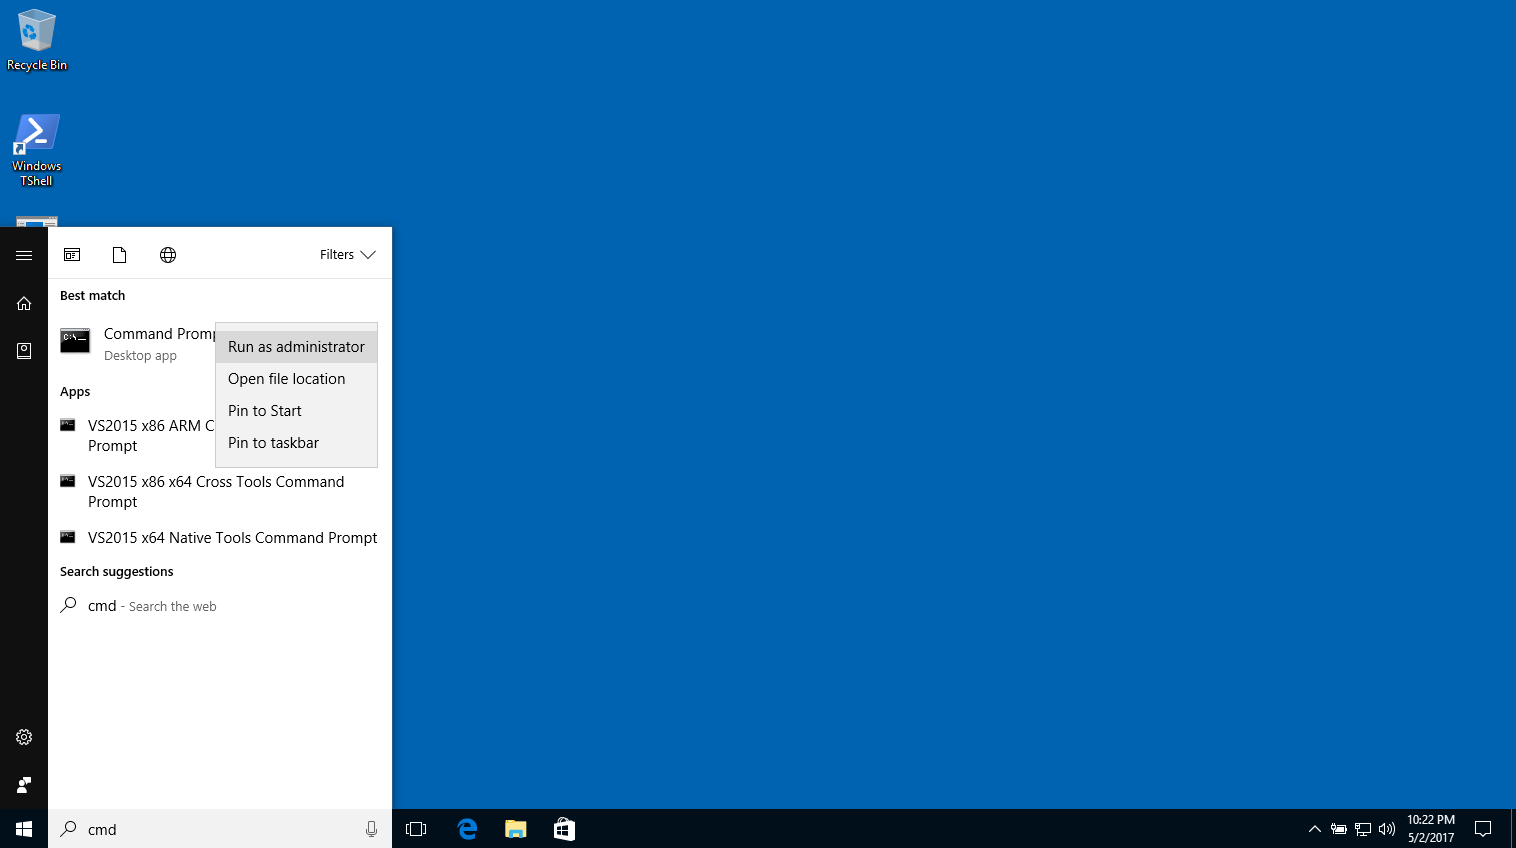 Recycle Bin
Windows
TShell
Filters
Best match
Command Promp
Desktop app
Run as administrator
Open file location
Pin to Start
Pin to taskbar
Apps
VS2015 x86 ARM C
Prompt
VS2015 x86 x64 Cross Tools Command
Prompt
VS2015 x64 Native Tools Command Prompt
Search suggestions
cmd - Search the web
cmd
10:22 PM
5/2/2017